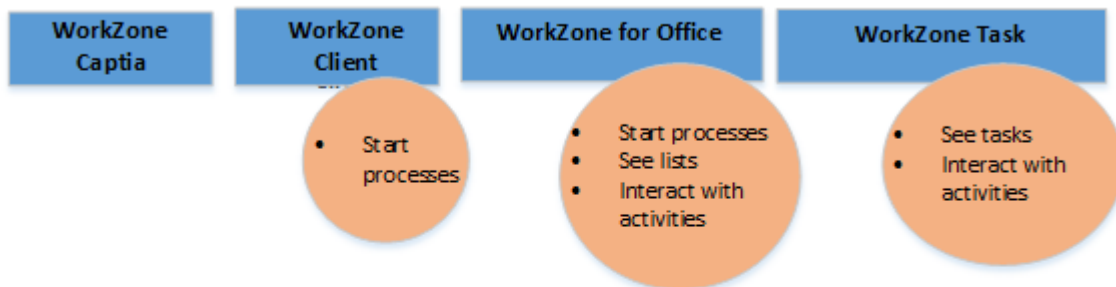 WorkZone
Captia
WorkZone
Client
WorkZone for Office
WorkZone Task
• Start
processes
• Start processes
• See lists
• Interact with
activities
• See tasks
• Interact with
activities